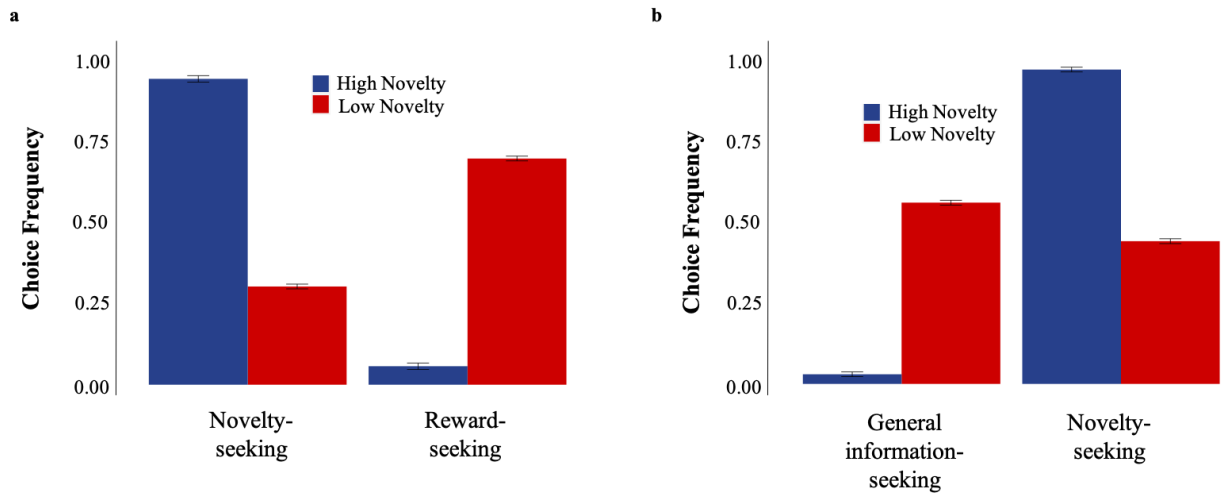 a
Choice Frequency
1.00
0.75
0.50
0.25
0.00
High Novelty
Low Novelty
Novelty-
seeking
Reward-
seeking
b
Choice Frequency
1.00
0.75
0.50
0.25
0.00
High Novelty
Low Novelty
General
information-
seeking
Novelty-
seeking